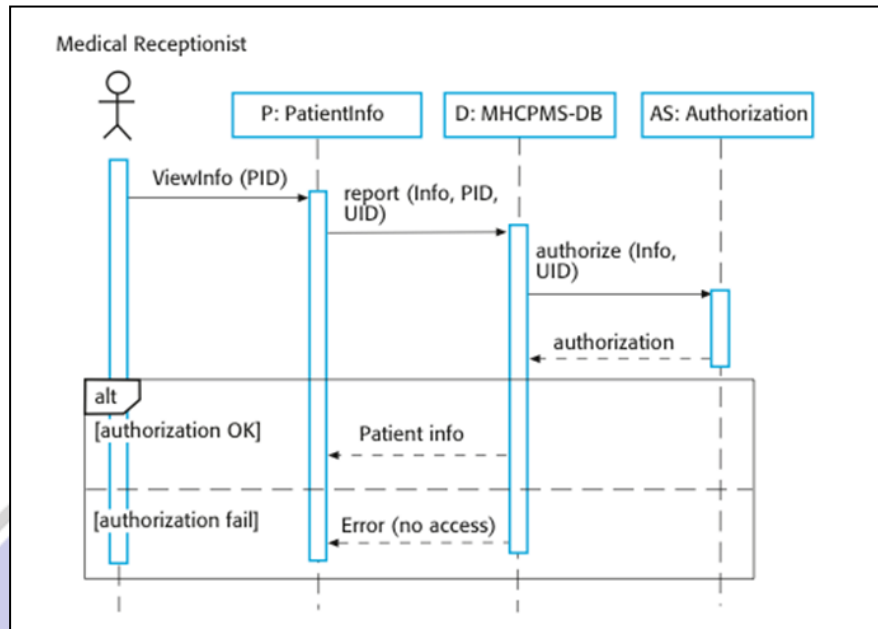 Medical Receptionist
P: PatientInfo
D: MHCPMS-DB
AS: Authorization
ViewInfo (PID)
report (Info, PID,
UID)
authorize (Info,
UID)
authorization
alt
[authorization OK]
Patient info
[authorization fail]
Error (no access)